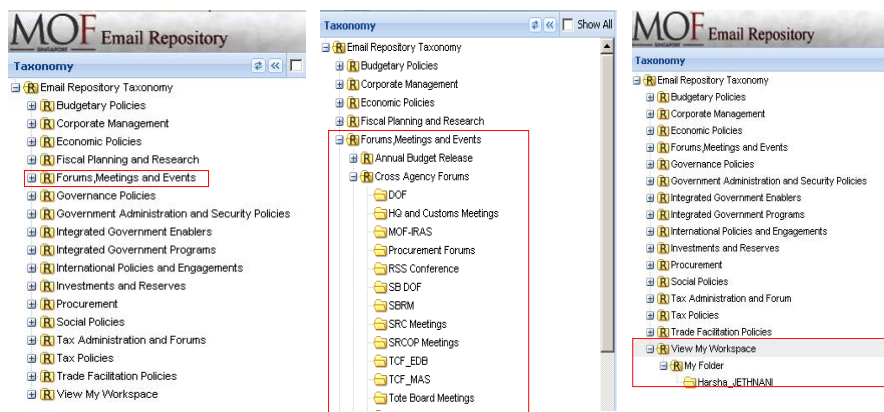 MOF Email Repository
SINGAPORE
Taxonomy
Email Repository Taxonomy
Budgetary Policies
Corporate Management
Economic Policies
Fiscal Planning and Research
Forums,Meetings and Events
Governance Policies
Government Administration and Security Policies
Integrated Government Enablers
Integrated Government Programs
International Policies and Engagements
Investments and Reserves
Procurement
Social Policies
Tax Administration and Forums
Tax Policies
Trade Facilitation Policies
View My Workspace
Taxonomy Show All
Email Repository Taxonomy
Budgetary Policies
Corporate Management
Economic Policies
Fiscal Planning and Research
Forums,Meetings and Events
Annual Budget Release
Cross Agency Forums
DOF
HQ and Customs Meetings
MOF-IRAS
Procurement Forums
RSS Conference
SB DOF
SBRM
SRC Meetings
SRCOP Meetings
TCF_EDB
TCF_MAS
Tote Board Meetings
MOF Email Repository
SINGAPORE
Taxonomy
Email Repository Taxonomy
Budgetary Policies
Corporate Management
Economic Policies
Forums,Meetings and Events
Governance Policies
Government Administration and Security Policies
Integrated Government Enablers
Integrated Government Programs
International Policies and Engagements
Investments and Reserves
Procurement
Social Policies
Tax Administration and Forum
Tax Policies
Trade Facilitation Policies
View My Workspace
My Folder
Harsha_JETHNANI